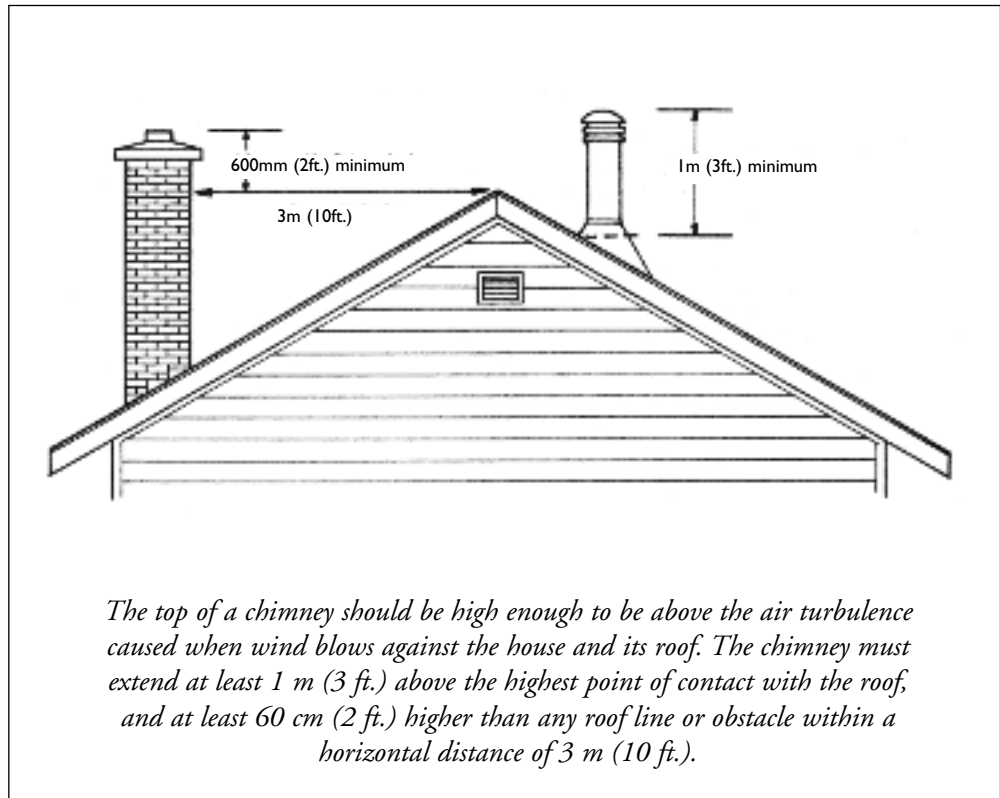 600mm (2ft.) minimum
3m (10ft.)
1m (3ft.) minimum
The top of a chimney should be high enough to be above the air turbulence
caused when wind blows against the house and its roof. The chimney must
extend at least 1 m (3 ft.) above the highest point of contact with the roof,
and at least 60 cm (2 ft.) higher than any roof line or obstacle within a
horizontal distance of 3 m (10 ft.).